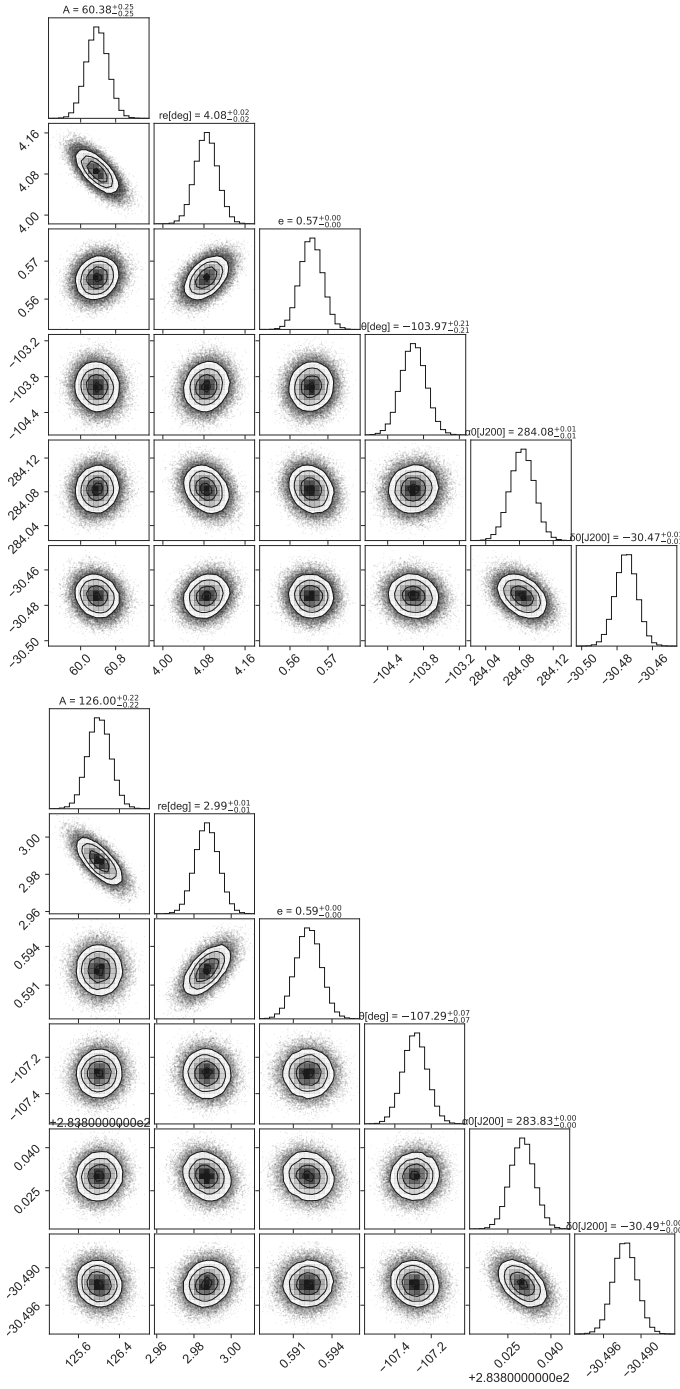 A = 60.38+0.25−0.25
re[deg] = 4.08+0.02−0.02
4.16
4.08
4.00
e = 0.57+0.00−0.00
0.57
0.56
θ[deg] = −103.97+0.21−0.21
−103.2
−103.8
−104.4
α0[J200] = 284.08+0.01−0.01
284.12
284.08
284.04
δ0[J200] = −30.47
−30.46
−30.48
−30.50
60.0 60.8 4.00 4.08 4.16 0.56 0.57 −104.4 −103.8 −103.2 284.04 284.08 284.12 −30.50 −30.48 −30.46
A = 126.00+0.22−0.22
re[deg] = 2.99+0.01−0.01
3.00
2.98
2.96
e = 0.59+0.00−0.00
0.594
0.591
θ[deg] = −107.29+0.07−0.07
−107.2
−107.4
+2.8380000000e2 α0[J200] = 283.83+0.00−0.00
0.040
0.025
δ0[J200] = −30.49
−30.490
−30.496
125.6 126.4 2.96 2.98 3.00 0.591 0.594 −107.4 −107.2 0.025 0.040 −30.496 −30.490
+2.8380000000e2